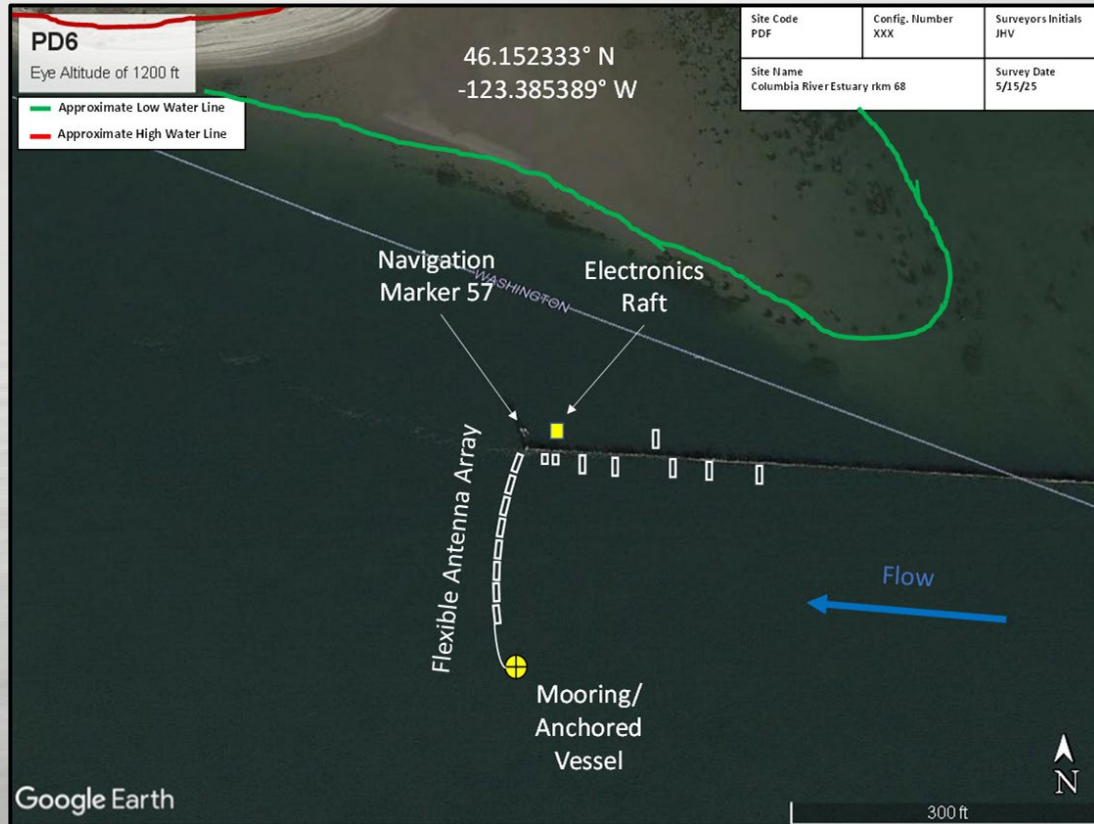 PD6
Eye Altitude of 1200 ft
Approximate Low Water Line
Approximate High Water Line
46.152333° N
-123.385389° W
Site Code
PDF
Config. Number
XXX
Surveyors Initials
JHV
Site Name
Columbia River Estuary rkm 68
Survey Date
5/15/25
Navigation
Marker 57
WASHINGTON
Electronics
Raft
Flexible Antenna Array
Flow
Mooring/
Anchored
Vessel
N
Google Earth
300 ft